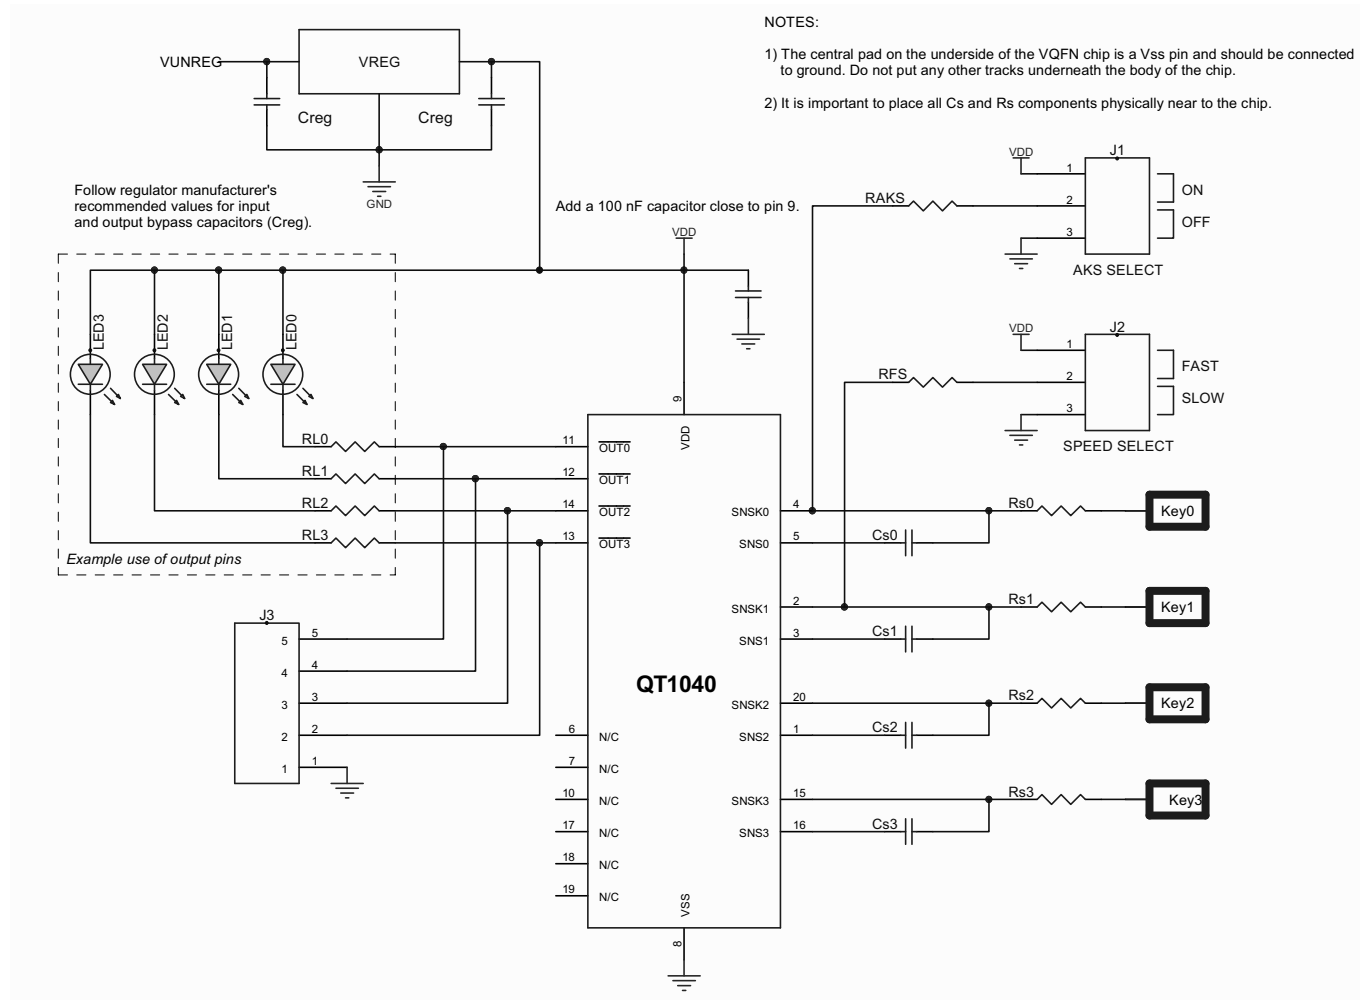 NOTES:
1) The central pad on the underside of the VQFN chip is a Vss pin and should be connected
to ground. Do not put any other tracks underneath the body of the chip.
2) It is important to place all Cs and Rs components physically near to the chip.
VUNREG
VREG
Creg
Creg
GND
Follow regulator manufacturer's
recommended values for input
and output bypass capacitors (Creg).
Add a 100 nF capacitor close to pin 9.
VDD
J1
VDD
1
2
3
RAKS
ON
OFF
AKS SELECT
J2
VDD
1
2
3
RFS
FAST
SLOW
SPEED SELECT
LED3
LED2
LED1
LED0
RL0
RL1
RL2
RL3
Example use of output pins
9
VDD
11
OUT0
12
OUT1
14
OUT2
13
OUT3
SNSK0
4
Rs0
Key0
SNS0
5
Cs0
SNSK1
2
Rs1
Key1
SNS1
3
Cs1
QT1040
SNSK2
20
Rs2
Key2
SNS2
1
Cs2
SNSK3
15
Rs3
Key3
SNS3
16
Cs3
J3
5
5
4
4
3
3
2
2
1
1
6
N/C
7
N/C
10
N/C
17
N/C
18
N/C
19
N/C
VSS
8